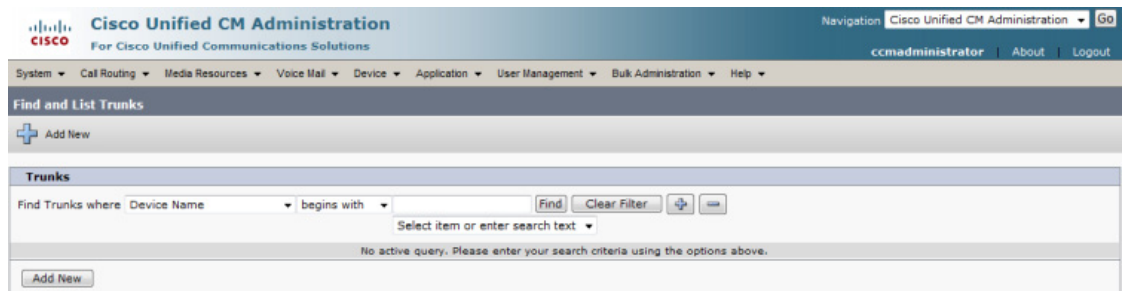 Cisco Unified CM Administration
Navigation Cisco Unified CM Administration Go
CISCO For Cisco Unified Communications Solutions
ccmadministrator About Logout
System Call Routing Media Resources Voice Mail Device Application User Management Bulk Administration Help
Find and List Trunks
Add New
Trunks
Find Trunks where Device Name begins with Find Clear Filter
Select item or enter search text
No active query. Please enter your search criteria using the options above.
Add New